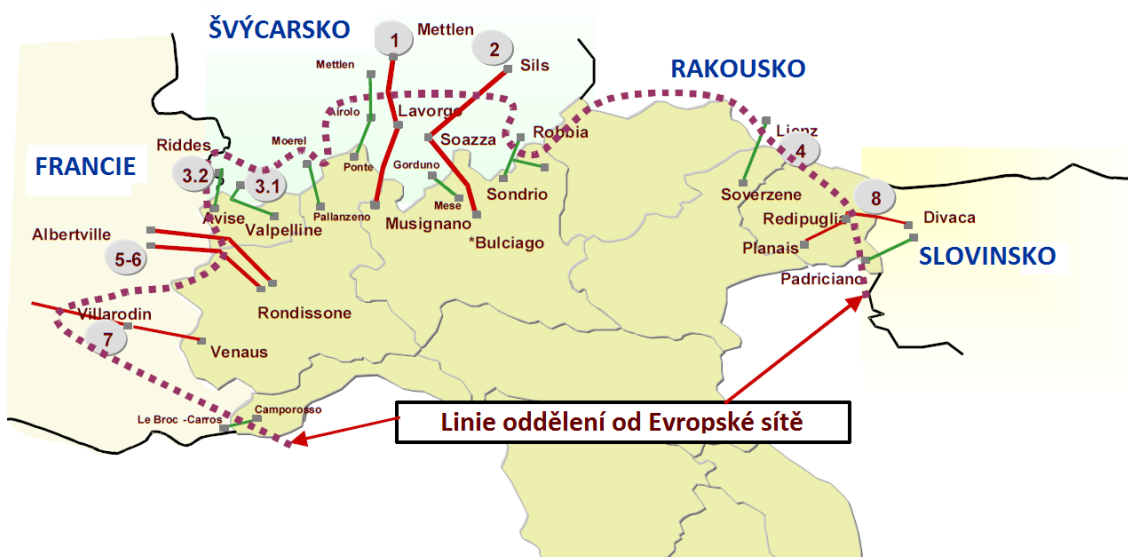 ŠVÝCARSKO
1
Mettlen
2
Sils
Mettlen
RAKOUSKO
Airolo
Lavorgo
Soazza
Robbia
Lienz
4
Riddes
Moerel
FRANCIE
3.2
3.1
Ponte
Gorduno
Mese
Sondrio
Soverzene
8
Avise
Valpelline
Pallanzeno
Musignano
*Bulciago
Redipuglia
Divaca
Albertville
Planais
SLOVINSKO
5-6
Padriciano
Rondissone
Villarodin
7
Venaus
Le Broc -Carros
Camporosso
Linie oddělení od Evropské sítě